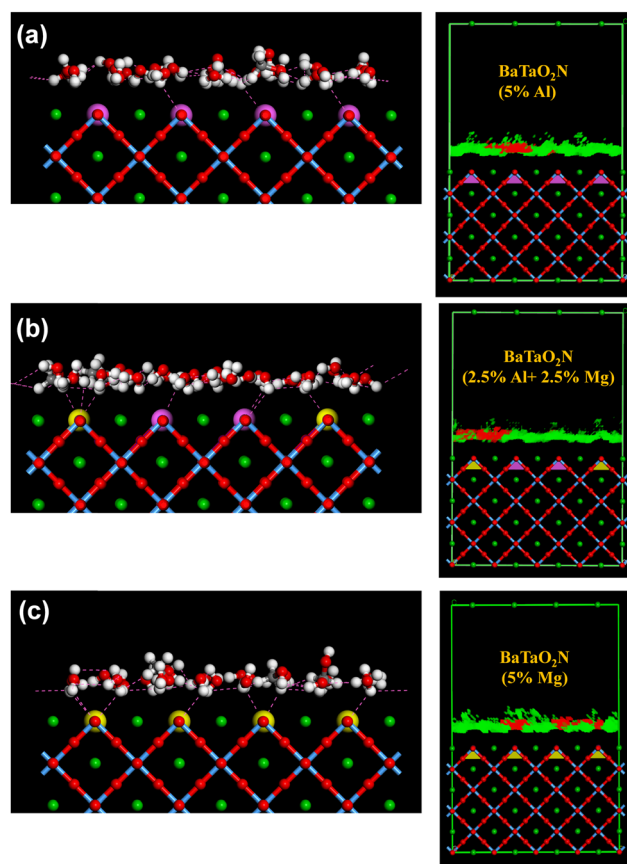 (a)
BaTaO₂N
(5% Al)
(b)
BaTaO₂N
(2.5% Al+ 2.5% Mg)
(c)
BaTaO₂N
(5% Mg)